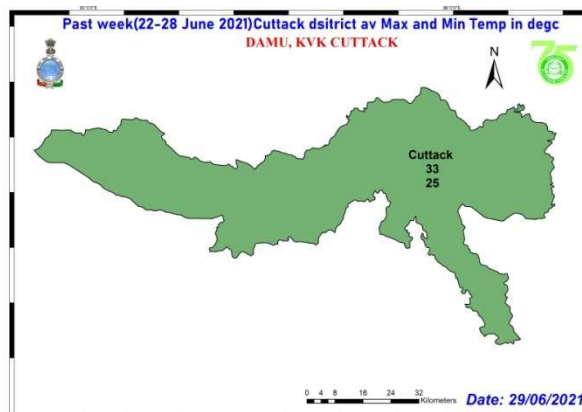 Past week(22-28 June 2021)Cuttack dsitrict av Max and Min Temp in degc
DAMU, KVK CUTTACK
75
N
Cuttack
33
25
0 4 8 16 24 32
Kilometers
Date: 29/06/2021